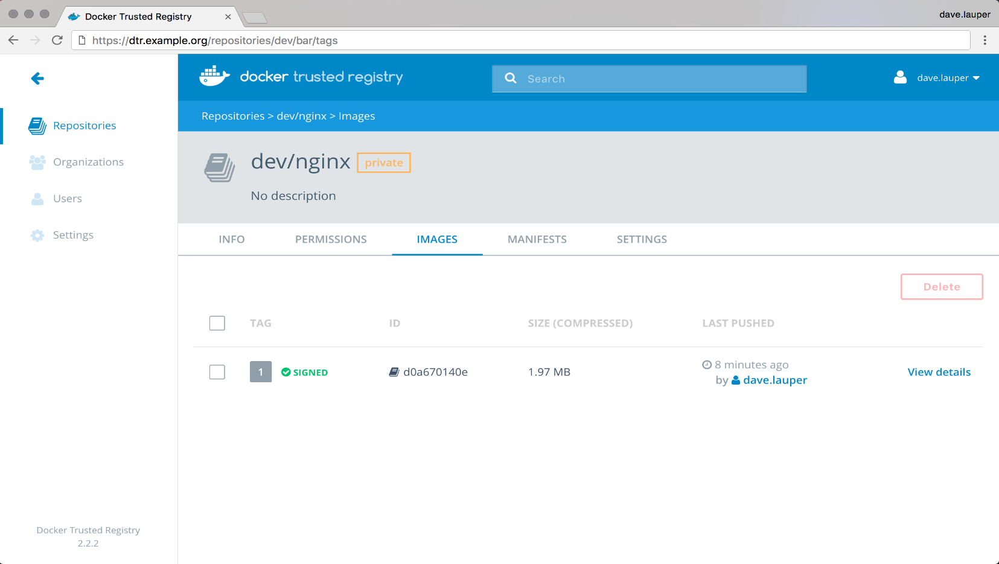 Docker Trusted Registry
dave.lauper
https://dtr.example.org/repositories/dev/bar/tags
docker trusted registry
Search
dave.lauper
Repositories > dev/nginx > Images
Repositories
Organizations
Users
Settings
dev/nginx private
No description
INFO PERMISSIONS IMAGES MANIFESTS SETTINGS
Delete
TAG ID SIZE (COMPRESSED) LAST PUSHED
1 SIGNED d0a670140e 1.97 MB 8 minutes ago
by dave.lauper
View details
Docker Trusted Registry
2.2.2